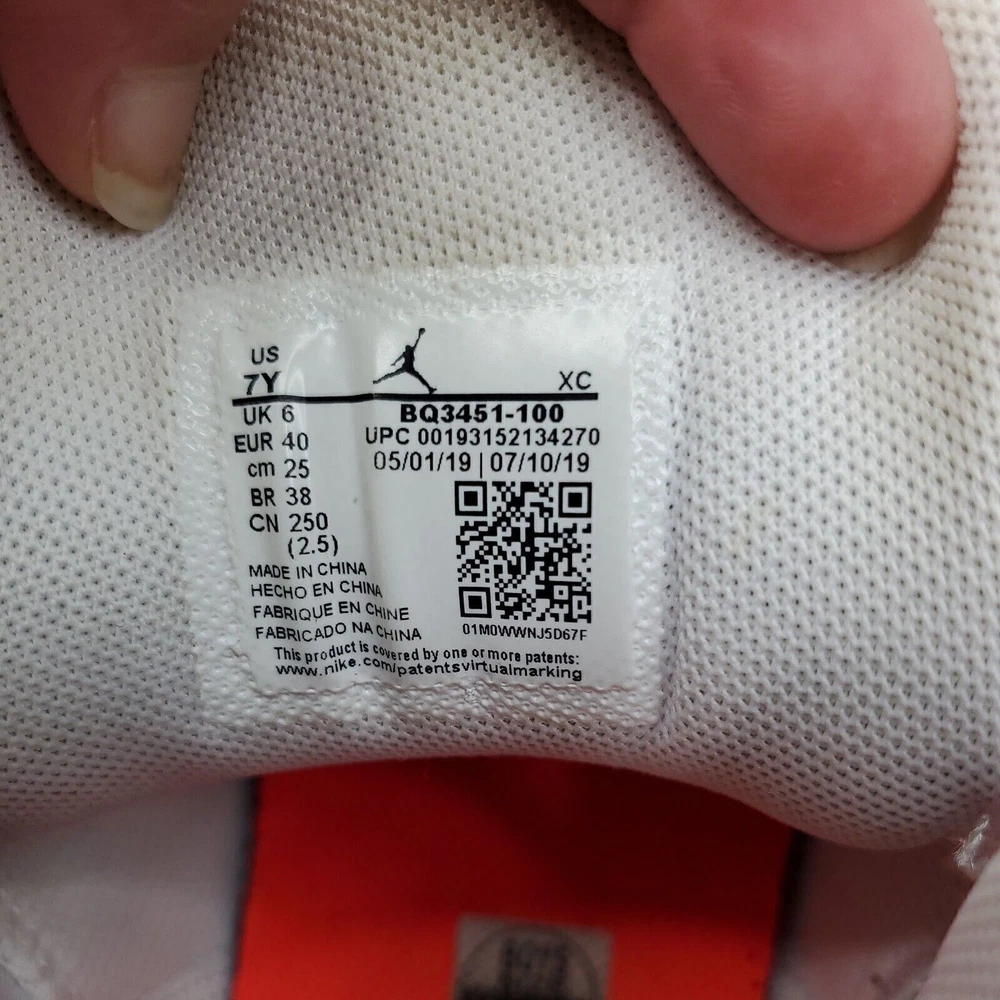 US
7Y
XC
UK 6
EUR 40
cm 25
BR 38
CN 250
(2.5)
BQ3451-100
UPC 00193152134270
05/01/19 | 07/10/19
01M0WWNJ5D67F
MADE IN CHINA
HECHO EN CHINA
FABRIQUE EN CHINE
FABRICADO NA CHINA
This product is covered by one or more patents:
www.nike.com/patentsvirtualmarking